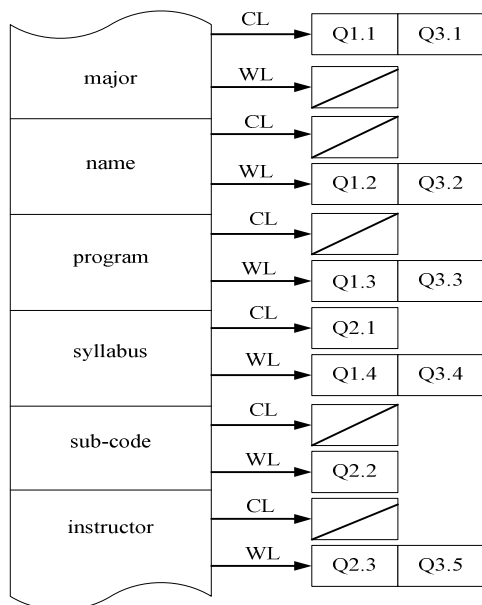 CL Q1.1 Q3.1
major WL
CL
name WL Q1.2 Q3.2
CL
program WL Q1.3 Q3.3
CL Q2.1
syllabus WL Q1.4 Q3.4
CL
sub-code WL Q2.2
CL
instructor WL Q2.3 Q3.5